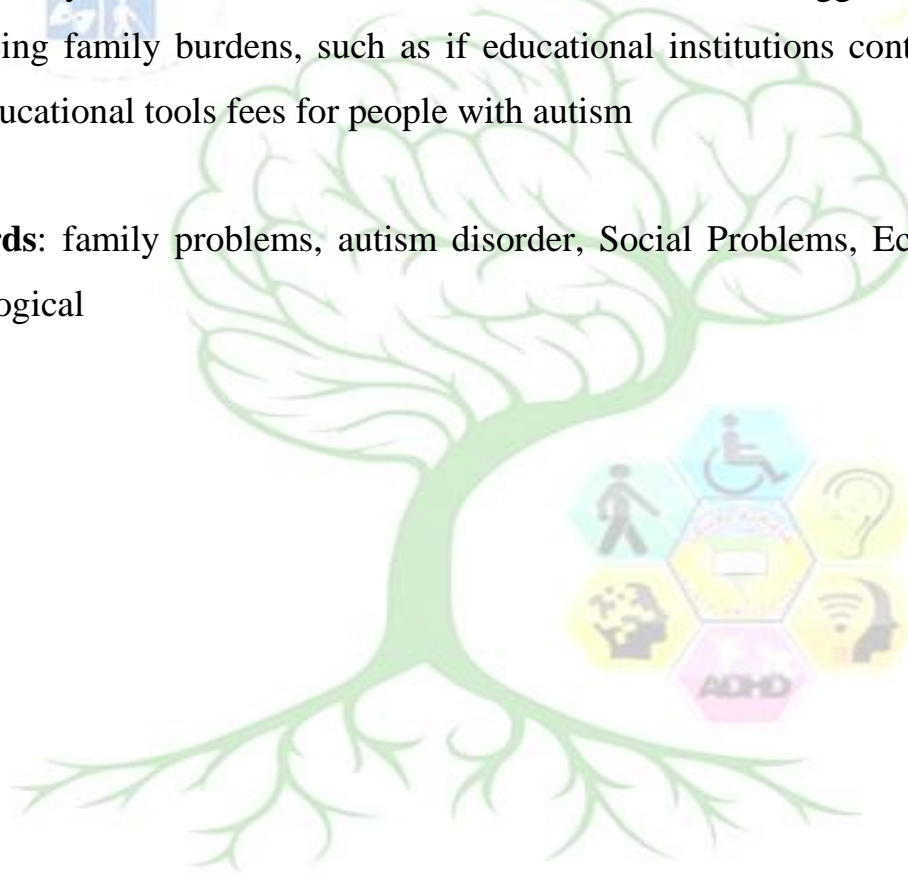 ing family burdens, such as if educational institutions cont
ucational tools fees for people with autism
rds: family problems, autism disorder, Social Problems, Ec
ogical
ADHD